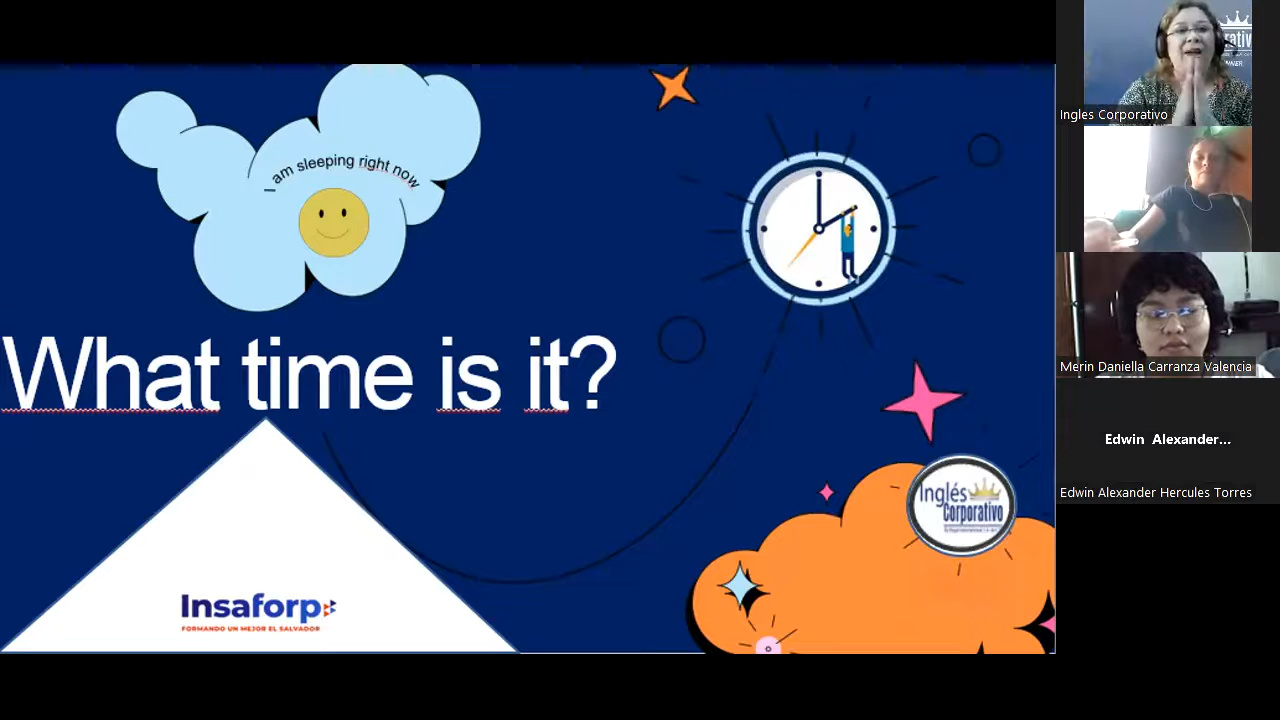 I am sleeping right now
What time is it?
Insaforp
FORMANDO UN MEJOR EL SALVADOR
Inglés
Corporativo
Ingles Corporativo
Merin Daniella Carranza Valencia
Edwin Alexander...
Edwin Alexander Hercules Torres